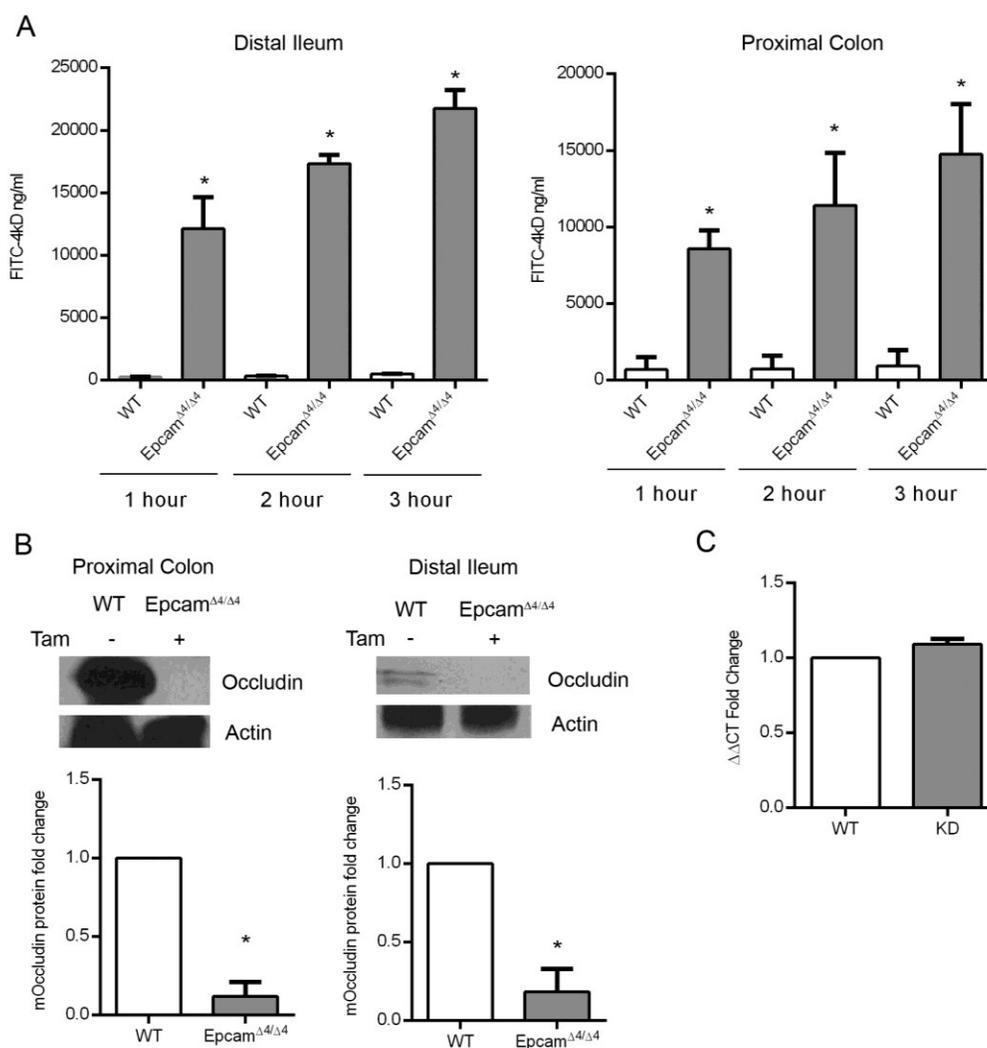 A
Distal Ileum
25000
20000
15000
10000
5000
0
FITC-4kD ng/ml
*
*
*
WT
Epcam^Δ4/Δ4
WT
Epcam^Δ4/Δ4
WT
Epcam^Δ4/Δ4
1 hour
2 hour
3 hour
Proximal Colon
20000
15000
10000
5000
0
FITC-4kD ng/ml
*
*
*
WT
Epcam^Δ4/Δ4
WT
Epcam^Δ4/Δ4
WT
Epcam^Δ4/Δ4
1 hour
2 hour
3 hour
B
Proximal Colon
WT Epcam^Δ4/Δ4
Tam - +
Occludin
Actin
1.5
1.0
0.5
0.0
mOccludin protein fold change
*
WT
Epcam^Δ4/Δ4
Distal Ileum
WT Epcam^Δ4/Δ4
Tam - +
Occludin
Actin
1.5
1.0
0.5
0.0
mOccludin protein fold change
*
WT
Epcam^Δ4/Δ4
C
1.5
1.0
0.5
0.0
ΔΔCT Fold Change
WT
KD